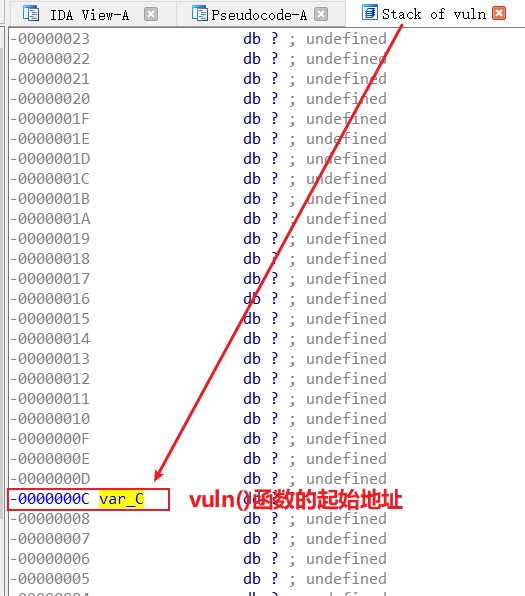 IDA View-A Pseudocode-A Stack of vuln
-00000023 db ? ; undefined
-00000022 db ? ; undefined
-00000021 db ? ; undefined
-00000020 db ? ; undefined
-0000001F db ? ; undefined
-0000001E db ? ; undefined
-0000001D db ? ; undefined
-0000001C db ? ; undefined
-0000001B db ? ; undefined
-0000001A db ? ; undefined
-00000019 db ? ; undefined
-00000018 db ? ; undefined
-00000017 db ? ; undefined
-00000016 db ? ; undefined
-00000015 db ? ; undefined
-00000014 db ? ; undefined
-00000013 db ? ; undefined
-00000012 db ? ; undefined
-00000011 db ? ; undefined
-00000010 db ? ; undefined
-0000000F db ? ; undefined
-0000000E db ? ; undefined
-0000000D db ? ; undefined
-0000000C var_C vuln()函数的起始地址
-00000008 db ? ; undefined
-00000007 db ? ; undefined
-00000006 db ? ; undefined
-00000005 db ? ; undefined